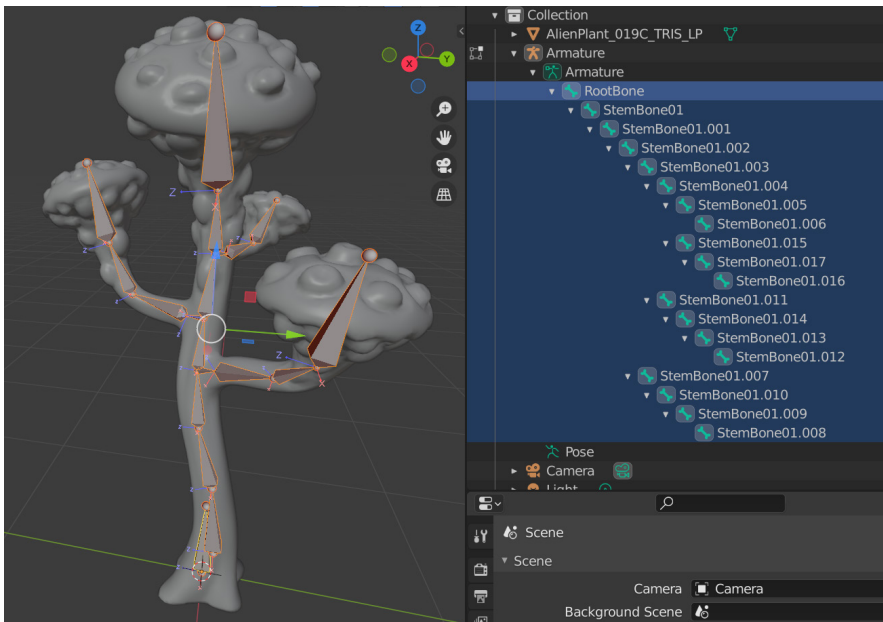 Collection
AlienPlant_019C_TRIS_LP
Armature
Armature
RootBone
StemBone01
StemBone01.001
StemBone01.002
StemBone01.003
StemBone01.004
StemBone01.005
StemBone01.006
StemBone01.015
StemBone01.017
StemBone01.016
StemBone01.011
StemBone01.014
StemBone01.013
StemBone01.012
StemBone01.007
StemBone01.010
StemBone01.009
StemBone01.008
Pose
Camera
Light
Scene
Scene
Camera Camera
Background Scene
Z
Y
X
Z
Z
Z
X